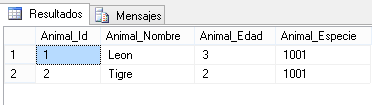 Resultados Mensajes
Animal_Id Animal_Nombre Animal_Edad Animal_Especie
1 1 Leon 3 1001
2 2 Tigre 2 1001